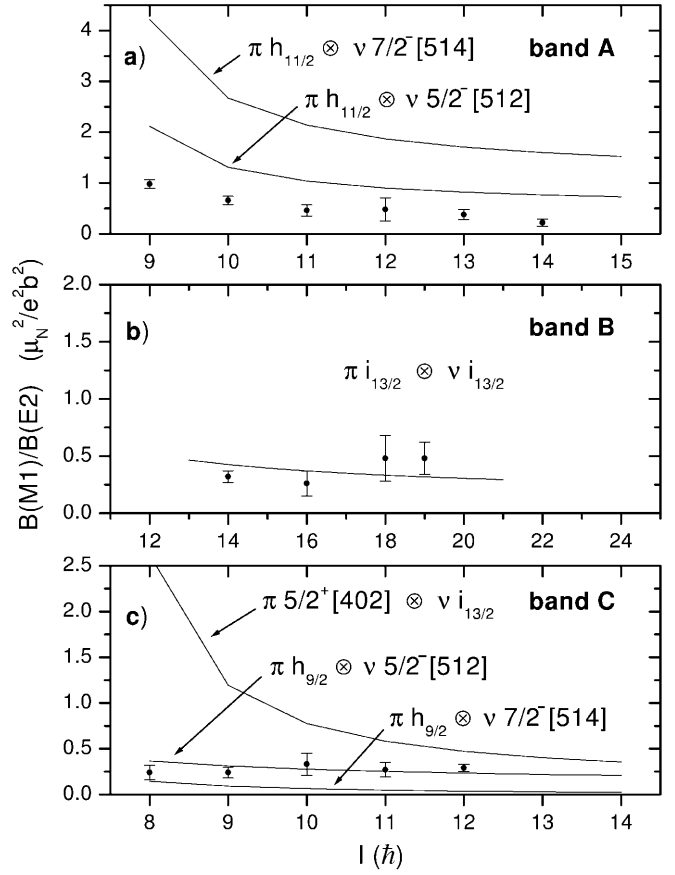 a)
band A
π h11/2 ⊗ ν 7/2⁻[514]
π h11/2 ⊗ ν 5/2⁻[512]
4
3
2
1
0
9 10 11 12 13 14 15
B(M1)/B(E2) (μN²/e²b²)
b)
band B
π i13/2 ⊗ ν i13/2
2.0
1.5
1.0
0.5
0.0
12 14 16 18 20 22 24
c)
band C
π 5/2⁺[402] ⊗ ν i13/2
π h9/2 ⊗ ν 5/2⁻[512]
π h9/2 ⊗ ν 7/2⁻[514]
2.5
2.0
1.5
1.0
0.5
0.0
8 9 10 11 12 13 14
I (ħ)